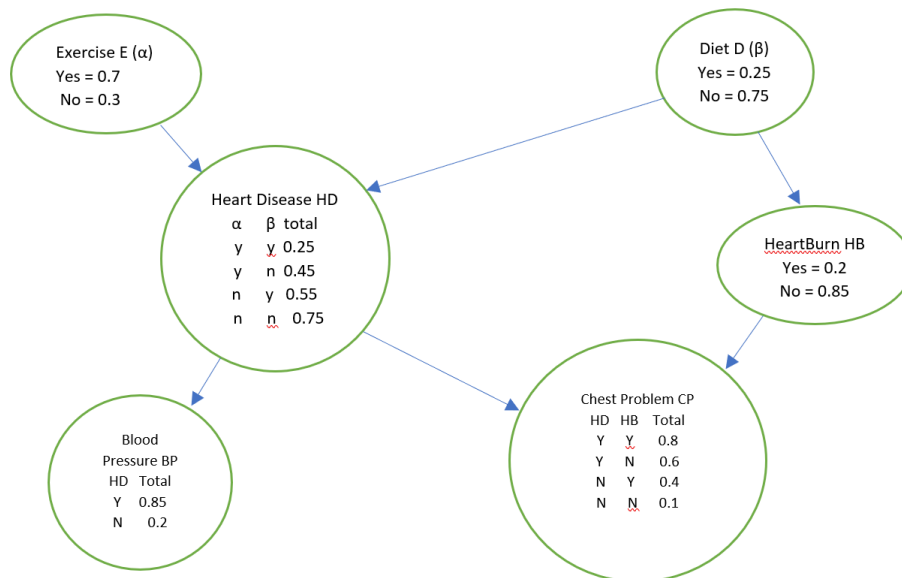 Exercise E (α)
Yes = 0.7
No = 0.3
Diet D (β)
Yes = 0.25
No = 0.75
Heart Disease HD
α β total
y y 0.25
y n 0.45
n y 0.55
n n 0.75
HeartBurn HB
Yes = 0.2
No = 0.85
Blood
Pressure BP
HD Total
Y 0.85
N 0.2
Chest Problem CP
HD HB Total
Y Y 0.8
Y N 0.6
N Y 0.4
N N 0.1